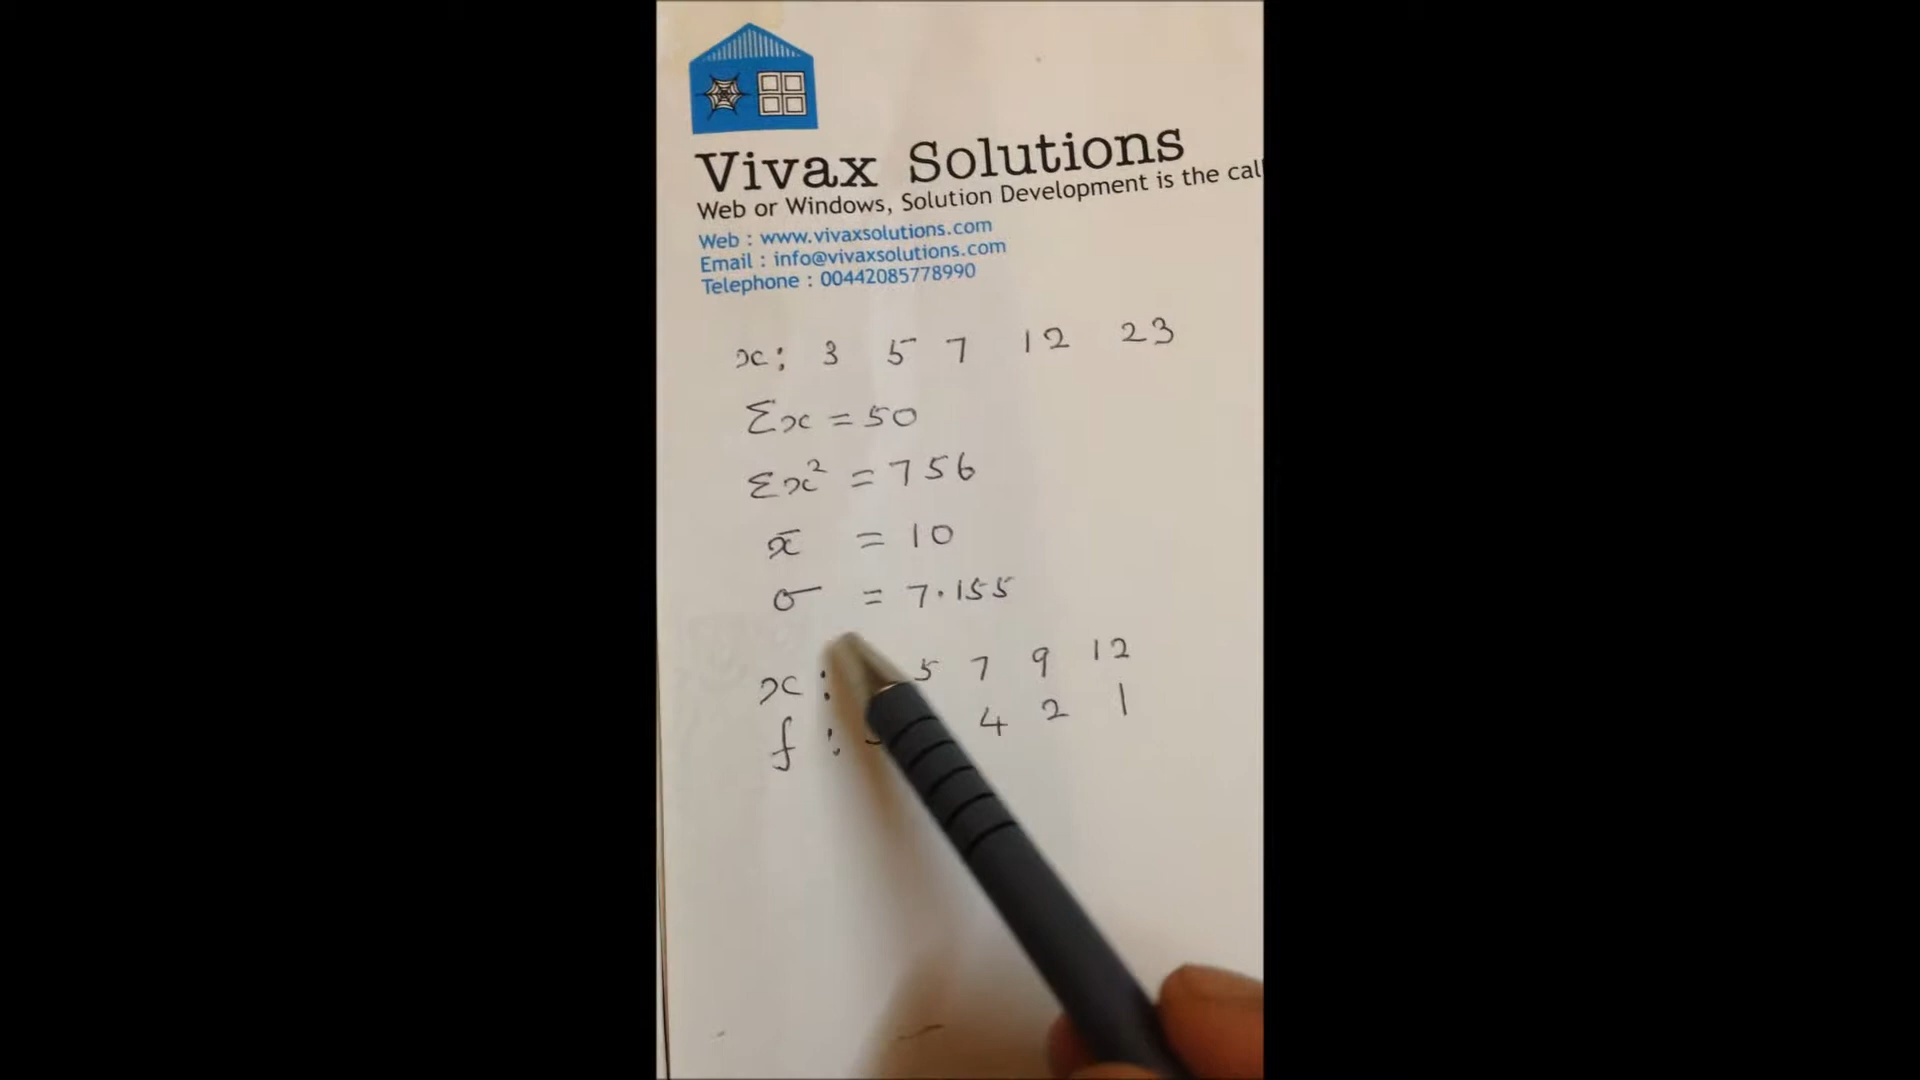 Vivax Solutions
Web or Windows, Solution Development is the call
Web : www.vivaxsolutions.com
Email : info@vivaxsolutions.com
Telephone : 00442085778990
x: 3 5 7 12 23
Σx = 50
Σx² = 756
x̄ = 10
σ = 7.155
x : 5 7 9 12
f : 4 2 1